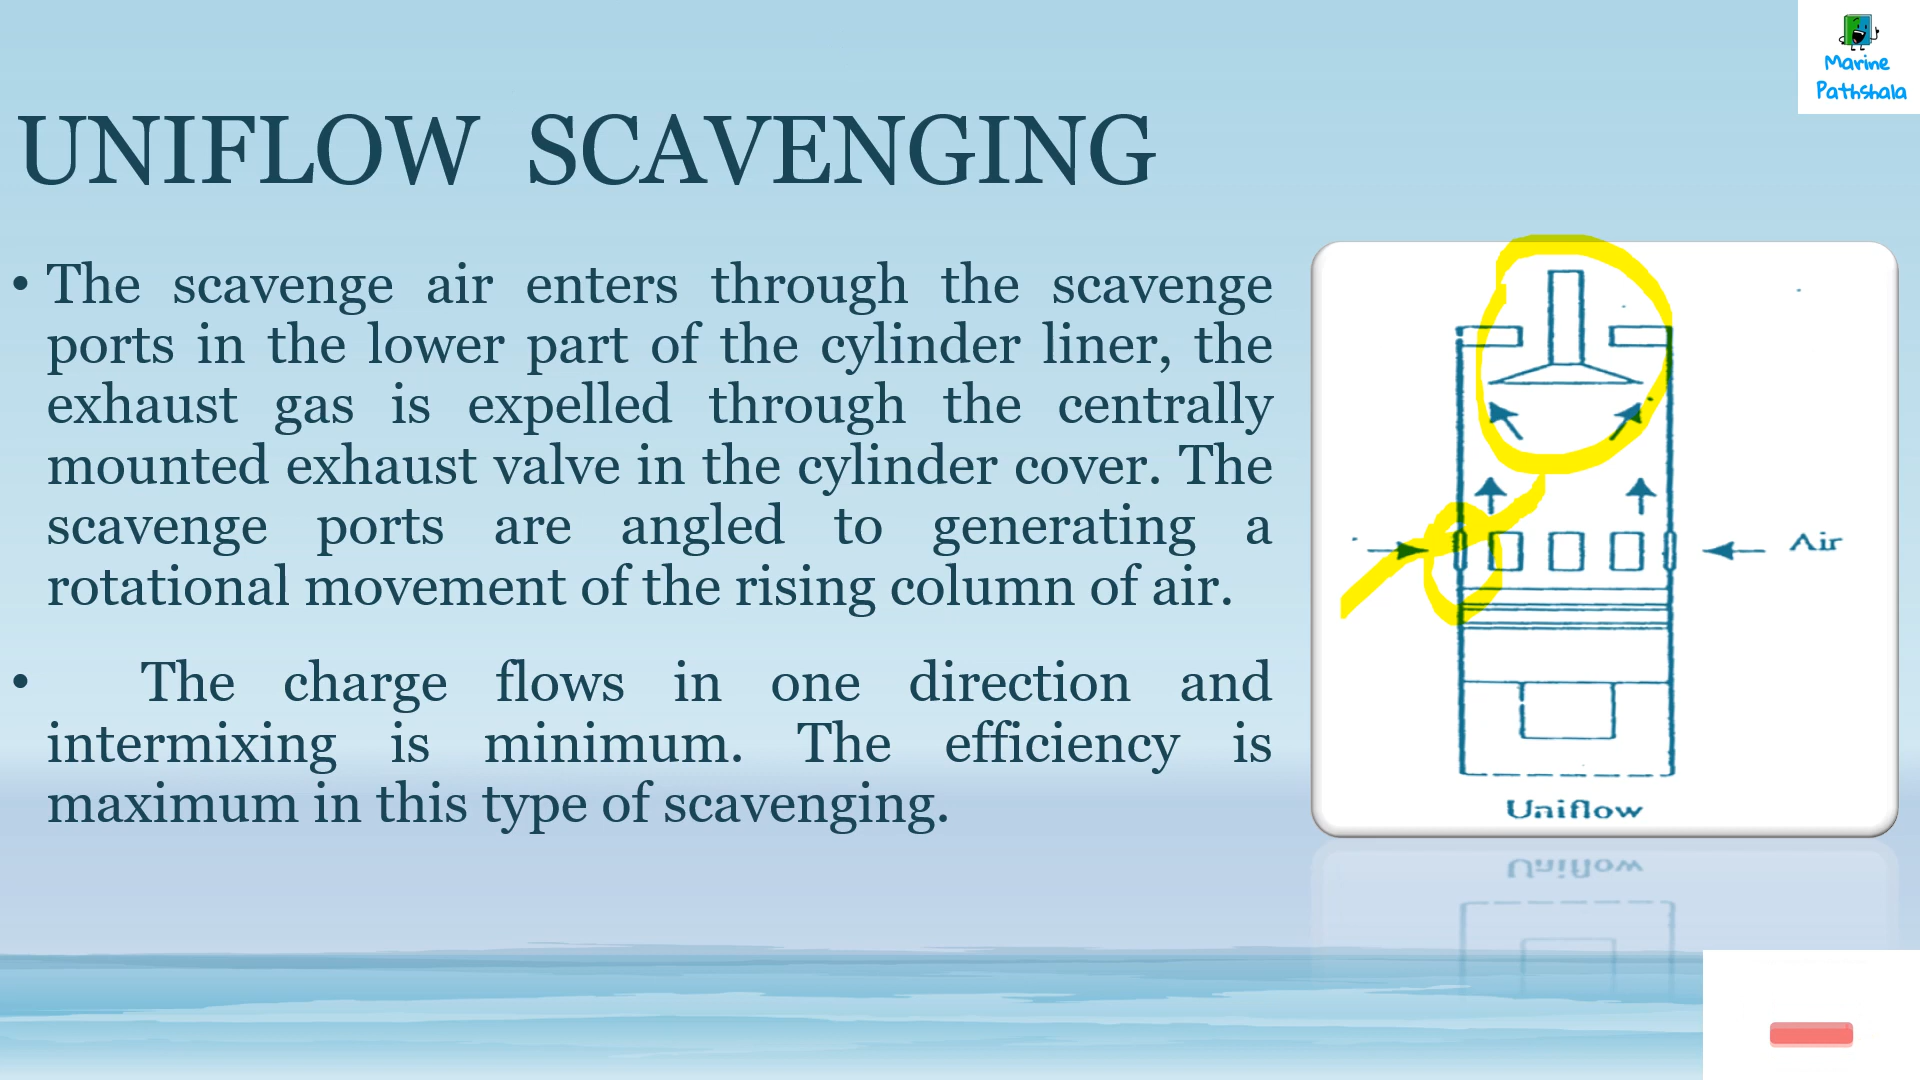 Marine
Pathshala
UNIFLOW SCAVENGING
• The scavenge air enters through the scavenge
ports in the lower part of the cylinder liner, the
exhaust gas is expelled through the centrally
mounted exhaust valve in the cylinder cover. The
scavenge ports are angled to generating a
rotational movement of the rising column of air.
• The charge flows in one direction and
intermixing is minimum. The efficiency is
maximum in this type of scavenging.
Air
Uniflow